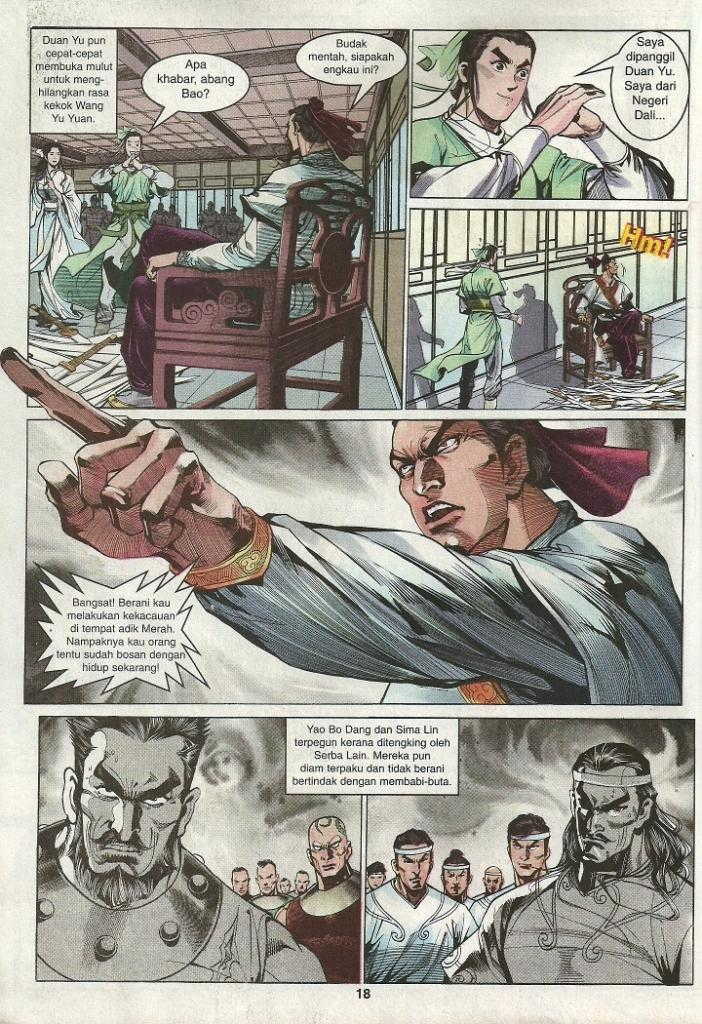 Duan Yu pun
cepat-cepat
membuka mulut
untuk meng-
hilangkan rasa
kekok Wang
Yu Yuan.
Apa
khabar, abang
Bao?
Budak
mentah, siapakah
engkau ini?
Saya
dipanggil
Duan Yu.
Saya dari
Negeri
Dali...
Hm!
Bangsat! Berani kau
melakukan kekacauan
di tempat adik Merah.
Nampaknya kau orang
tentu sudah bosan dengan
hidup sekarang!
Yao Bo Dang dan Sima Lin
terpegun kerana ditengking oleh
Serba Lain. Mereka pun
diam terpaku dan tidak berani
bertindak dengan membabi-buta.
18